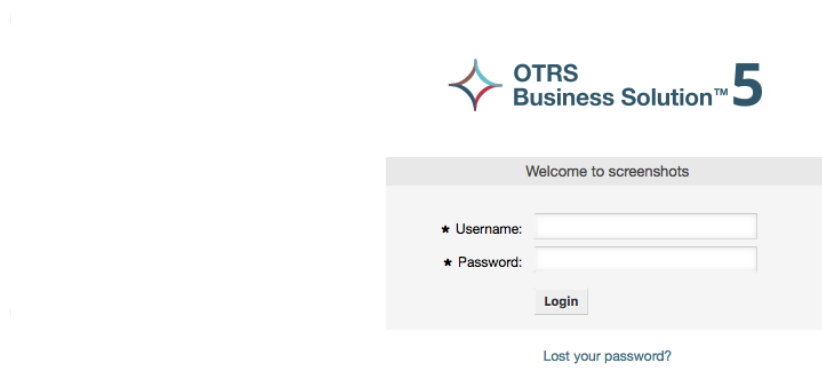 OTRS
Business Solution™ 5
Welcome to screenshots
★ Username:
★ Password:
Login
Lost your password?